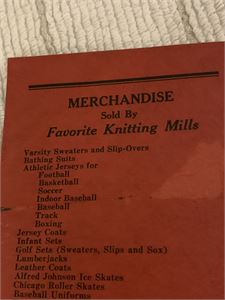 MERCHANDISE
Sold By
Favorite Knitting Mills
Varsity Sweaters and Slip-Overs
Bathing Suits
Athletic Jerseys for
Football
Basketball
Soccer
Indoor Baseball
Baseball
Track
Boxing
Jersey Coats
Infant Sets
Golf Sets (Sweaters, Slips and Sox)
Lumberjacks
Leather Coats
Alfred Johnson Ice Skates
Chicago Roller Skates
Baseball Uniforms